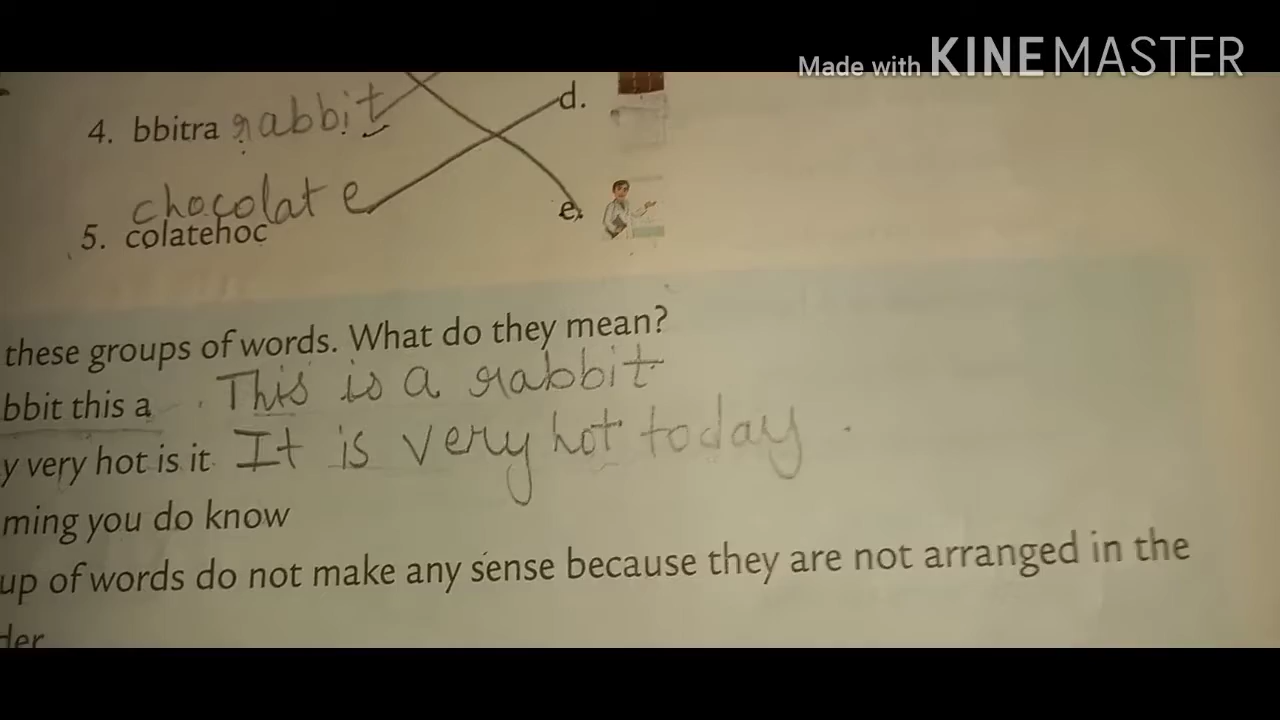 Made with KINEMASTER
4. bbitra rabbit d.
chocolate
5. colatehoc e.
these groups of words. What do they mean?
bbit this a This is a rabbit
y very hot is it It is very hot today.
ming you do know
up of words do not make any sense because they are not arranged in the
der